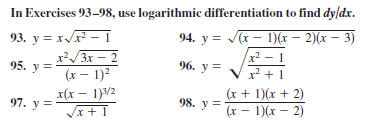 In Exercises 93–98, use logarithmic differentiation to find dy/dx.
93. y = x√(x² − 1)
94. y = √((x − 1)(x − 2)(x − 3))
95. y = x²√(3x − 2) / (x − 1)²
96. y = √((x² − 1) / (x² + 1))
97. y = x(x − 1)^(3/2) / √(x + 1)
98. y = (x + 1)(x + 2) / (x − 1)(x − 2)